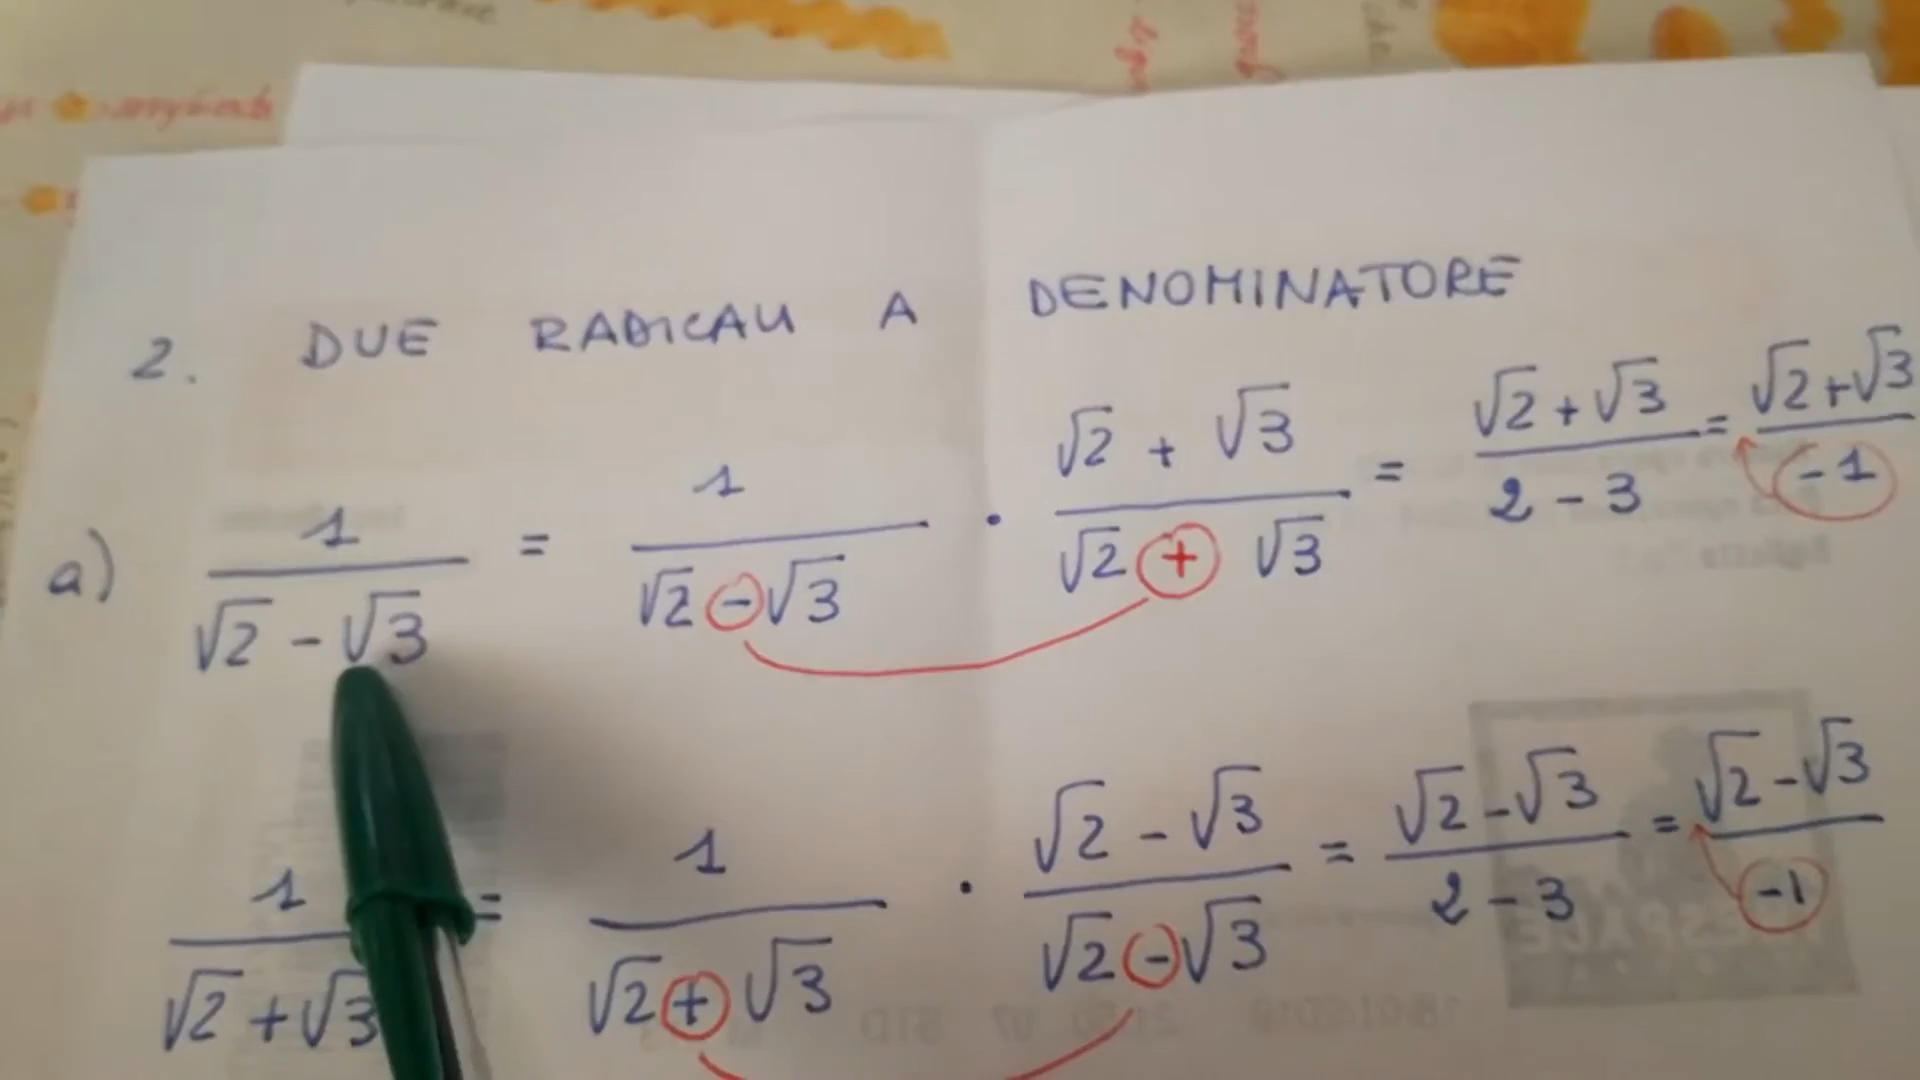 2. DUE RADICALI A DENOMINATORE
a) 1/(√2 - √3) = 1/(√2 - √3) · (√2 + √3)/(√2 + √3) = (√2 + √3)/(2 - 3) = (√2 + √3)/(-1)
1/(√2 + √3) = 1/(√2 + √3) · (√2 - √3)/(√2 - √3) = (√2 - √3)/(2 - 3) = (√2 - √3)/(-1)